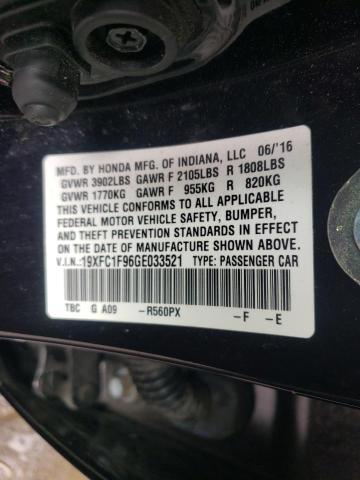 MFD. BY HONDA MFG. OF INDIANA, LLC 06/'16
GVWR 3902LBS GAWR F 2105LBS R 1808LBS
GVWR 1770KG GAWR F 955KG R 820KG
THIS VEHICLE CONFORMS TO ALL APPLICABLE
FEDERAL MOTOR VEHICLE SAFETY, BUMPER,
AND THEFT PREVENTION STANDARDS IN EFFECT
ON THE DATE OF MANUFACTURE SHOWN ABOVE.
V.I.N.:19XFC1F96GE033521 TYPE: PASSENGER CAR
TBC G A09 -R560PX -F -E